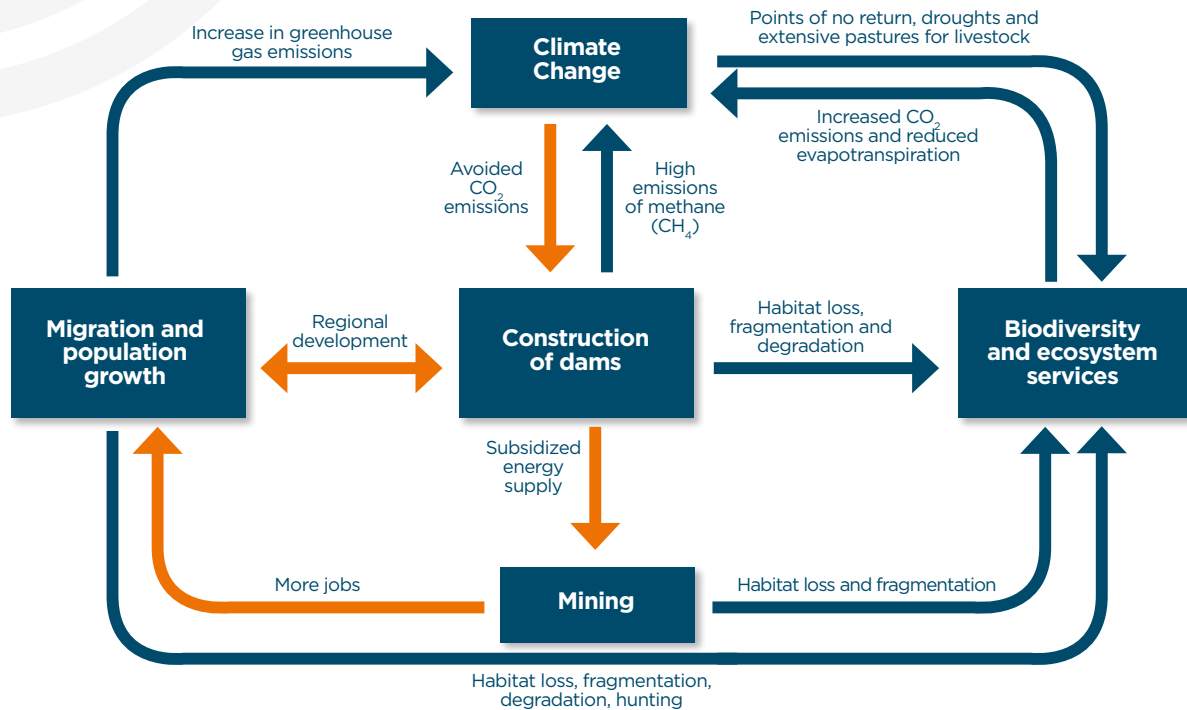 Increase in greenhouse
gas emissions
Climate
Change
Points of no return, droughts and
extensive pastures for livestock
Increased CO₂
emissions and reduced
evapotranspiration
Avoided
CO₂
emissions
High
emissions
of methane
(CH₄)
Migration and
population
growth
Regional
development
Construction
of dams
Habitat loss,
fragmentation and
degradation
Biodiversity
and ecosystem
services
Subsidized
energy
supply
More jobs
Mining
Habitat loss and fragmentation
Habitat loss, fragmentation,
degradation, hunting